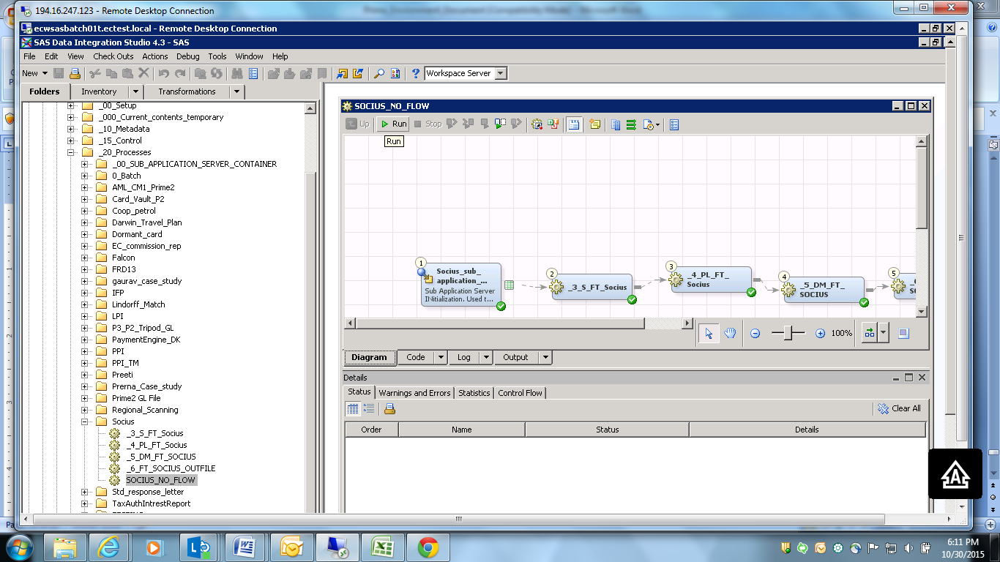 194.16.247.123 - Remote Desktop Connection
ecwsasbatch01t.ectest.local - Remote Desktop Connection
SAS Data Integration Studio 4.3 - SAS
File Edit View Check Outs Actions Debug Tools Window Help
New Workspace Server
Folders Inventory Transformations
_00_Setup
_000_Current_contents_temporary
_10_Metadata
_15_Control
_20_Processes
_00_SUB_APPLICATION_SERVER_CONTAINER
0_Batch
AML_CM1_Prime2
Card_Vault_P2
Coop_petrol
Darwin_Travel_Plan
Dormant_card
EC_commission_rep
Falcon
FRD13
gaurav_case_study
IFP
Lindorff_Match
LPI
P3_P2_Tripod_GL
PaymentEngine_DK
PPI
PPI_TM
Preeti
Prerna_Case_study
Prime2 GL File
Regional_Scanning
Socius
_3_S_FT_Socius
_4_PL_FT_Socius
_5_DM_FT_SOCIUS
_6_FT_SOCIUS_OUTFILE
SOCIUS_NO_FLOW
Std_response_letter
TaxAuthIntrestReport
SOCIUS_NO_FLOW
Up Run Stop
Run
1
Socius_sub_
application_...
Sub Application Server
INitialization. Used t...
2
_3_S_FT_Socius
3
_4_PL_FT_
Socius
4
_5_DM_FT_
SOCIUS
5
100%
Diagram Code Log Output
Details
Status Warnings and Errors Statistics Control Flow
Clear All
Order Name Status Details
6:11 PM
10/30/2015